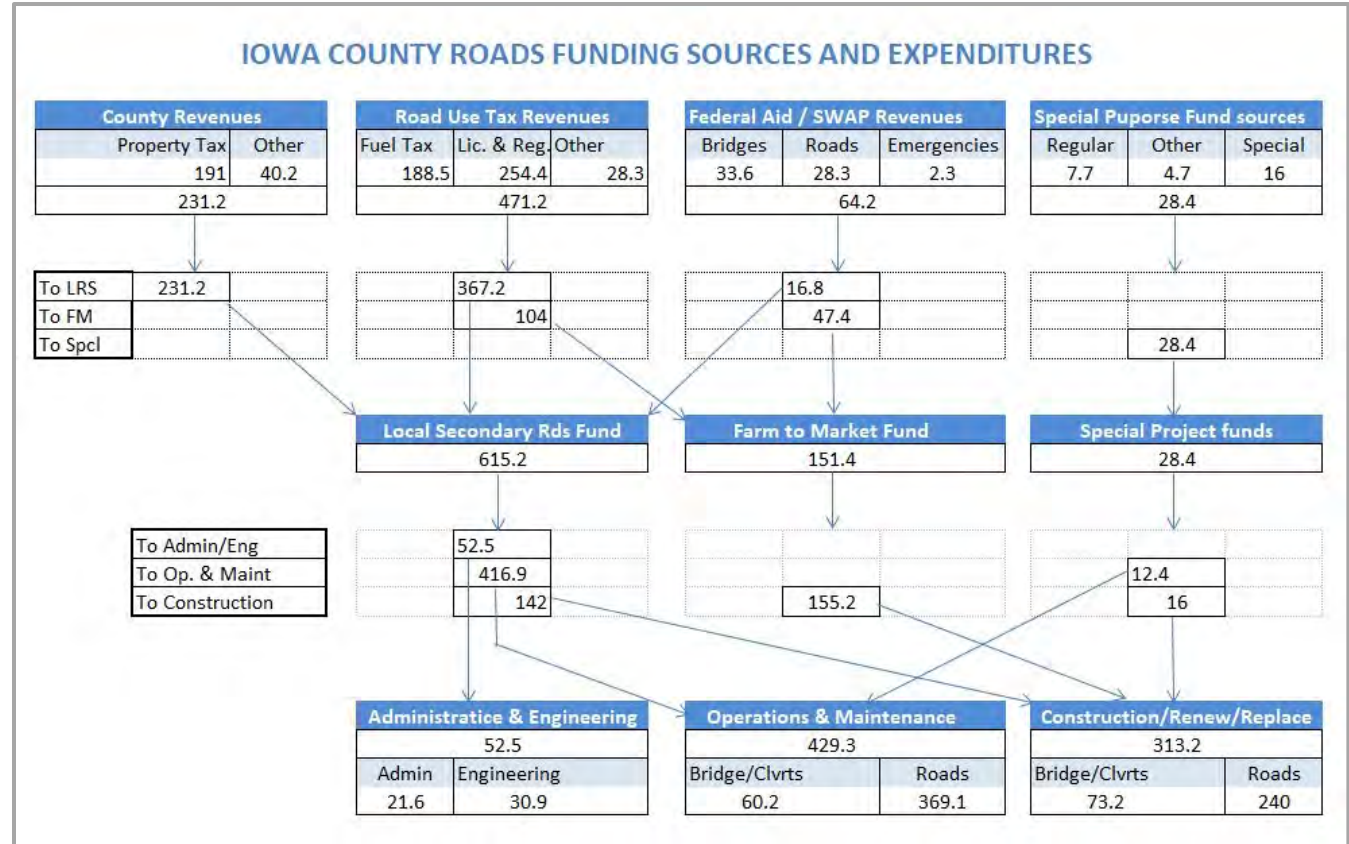 IOWA COUNTY ROADS FUNDING SOURCES AND EXPENDITURES
County Revenues Road Use Tax Revenues Federal Aid / SWAP Revenues Special Puporse Fund sources
Property Tax Other Fuel Tax Lic. & Reg. Other Bridges Roads Emergencies Regular Other Special
191 40.2 188.5 254.4 28.3 33.6 28.3 2.3 7.7 4.7 16
231.2 471.2 64.2 28.4
To LRS 231.2 367.2 16.8
To FM 104 47.4
To Spcl 28.4
Local Secondary Rds Fund Farm to Market Fund Special Project funds
615.2 151.4 28.4
To Admin/Eng 52.5
To Op. & Maint 416.9 12.4
To Construction 142 155.2 16
Administratice & Engineering Operations & Maintenance Construction/Renew/Replace
52.5 429.3 313.2
Admin Engineering Bridge/Clvrts Roads Bridge/Clvrts Roads
21.6 30.9 60.2 369.1 73.2 240